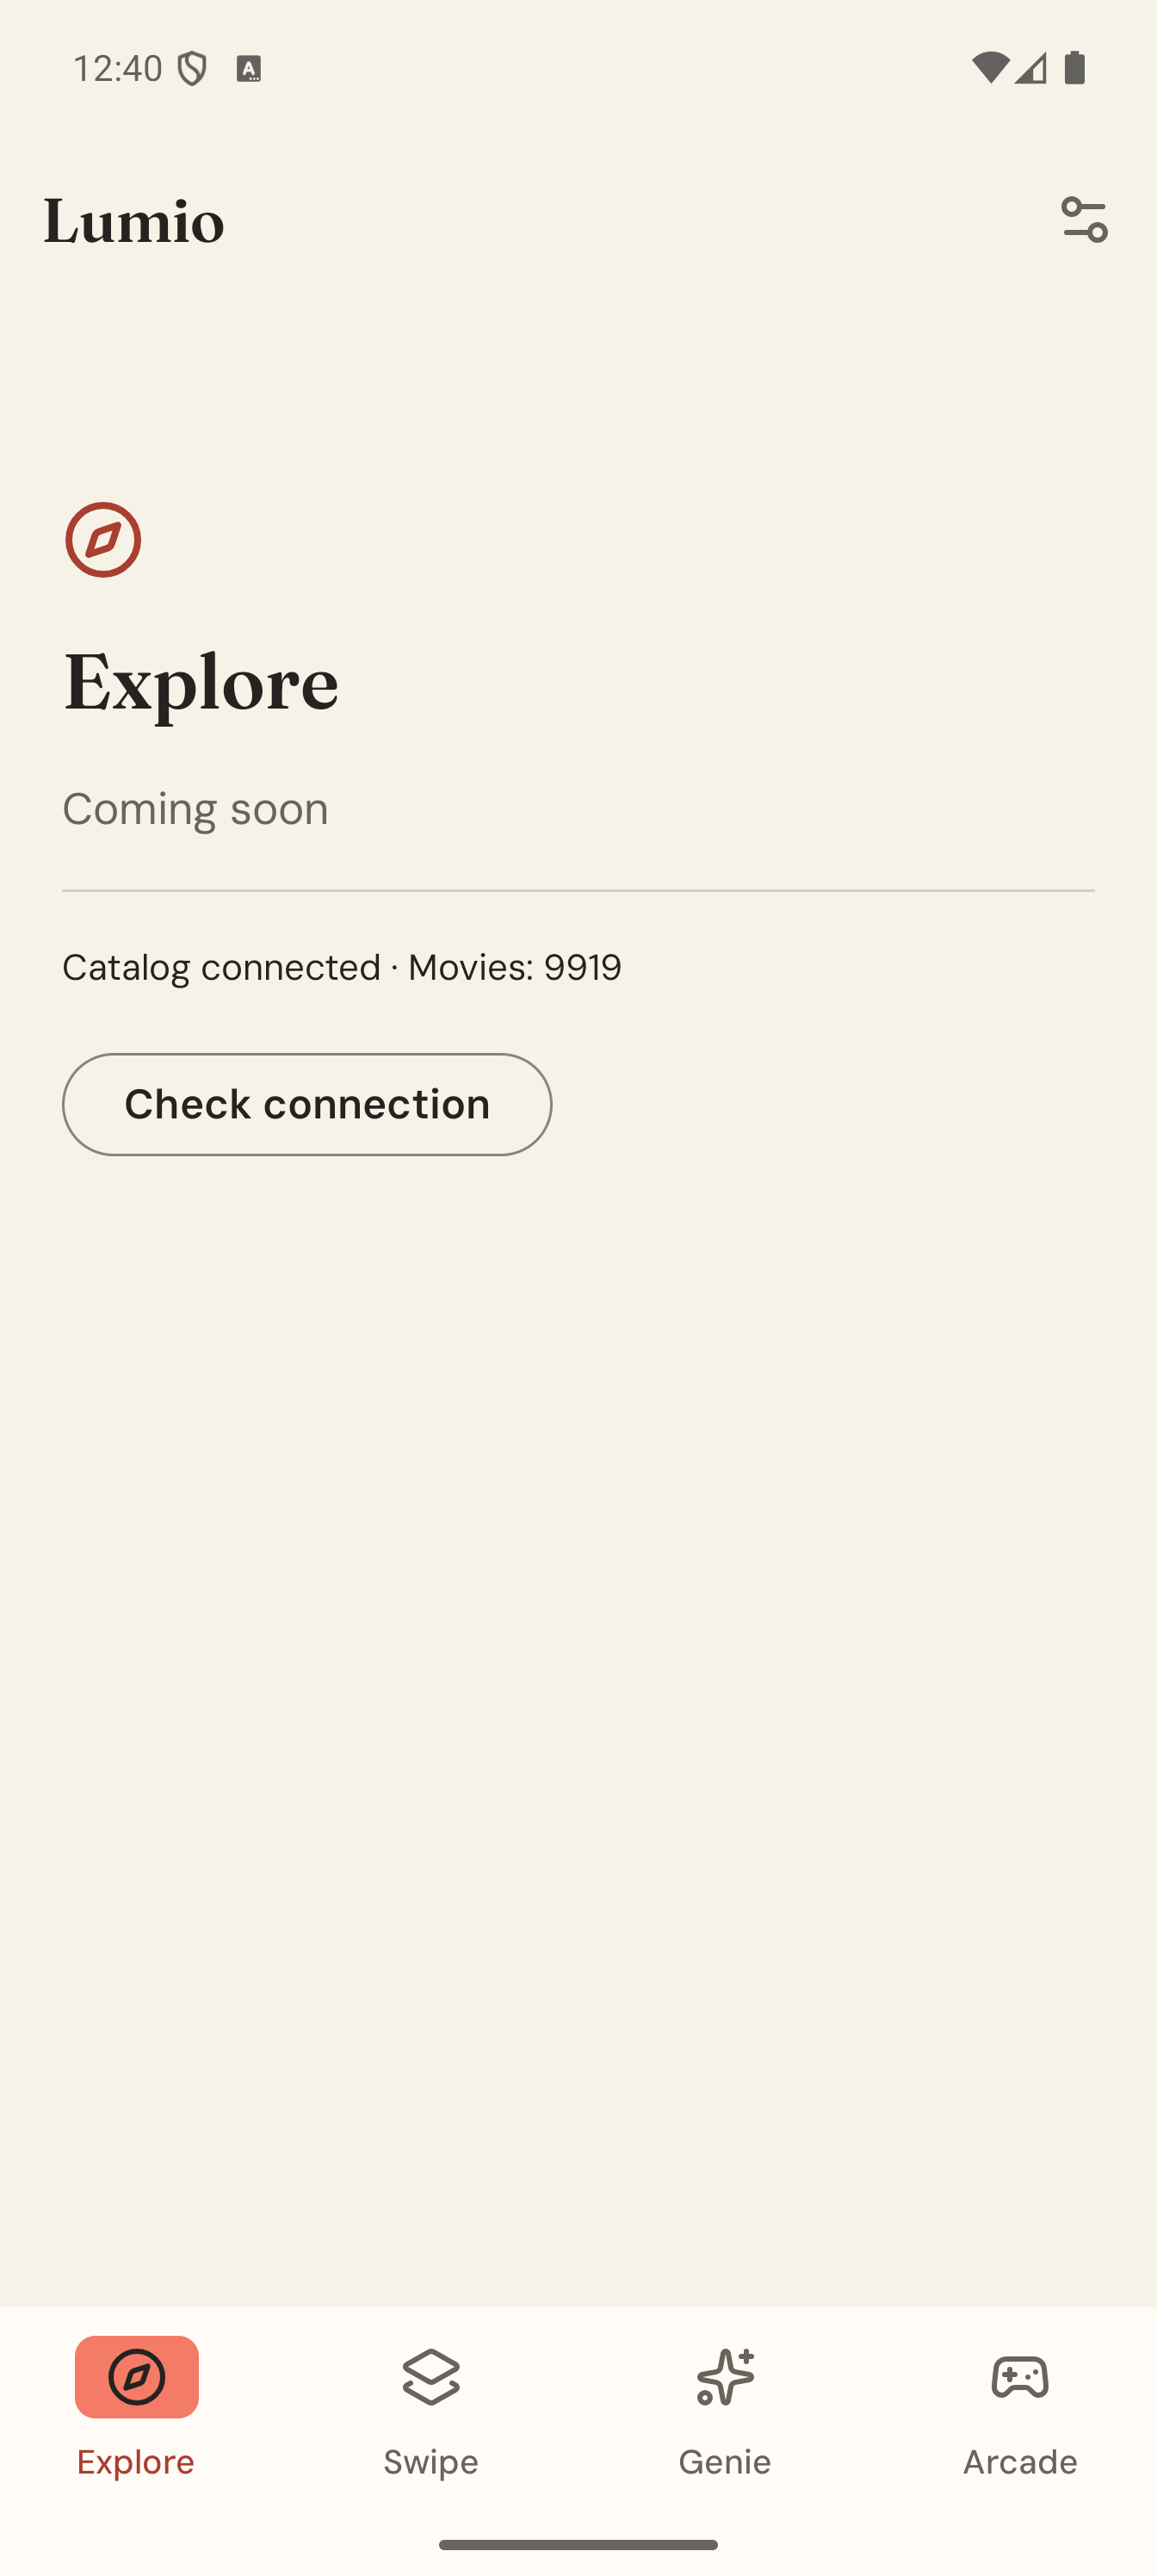 12:40
Lumio
Explore
Coming soon
Catalog connected · Movies: 9919
Check connection
Explore
Swipe
Genie
Arcade